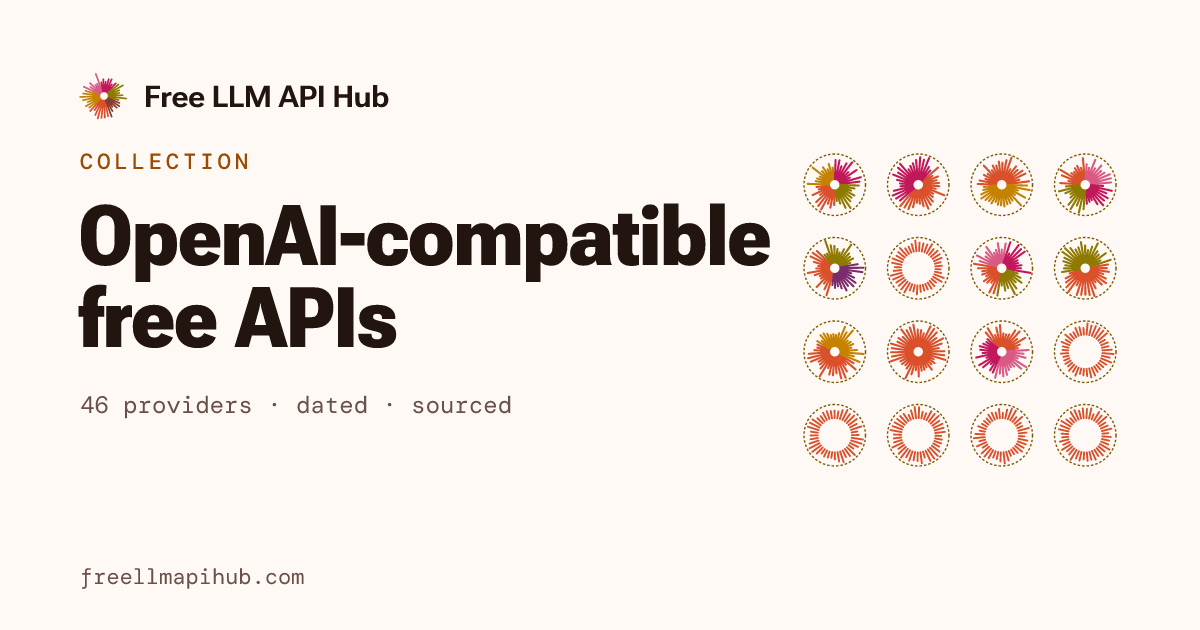 Free LLM API Hub
COLLECTION
OpenAI-compatible
free APIs
46 providers · dated · sourced
freellmapihub.com